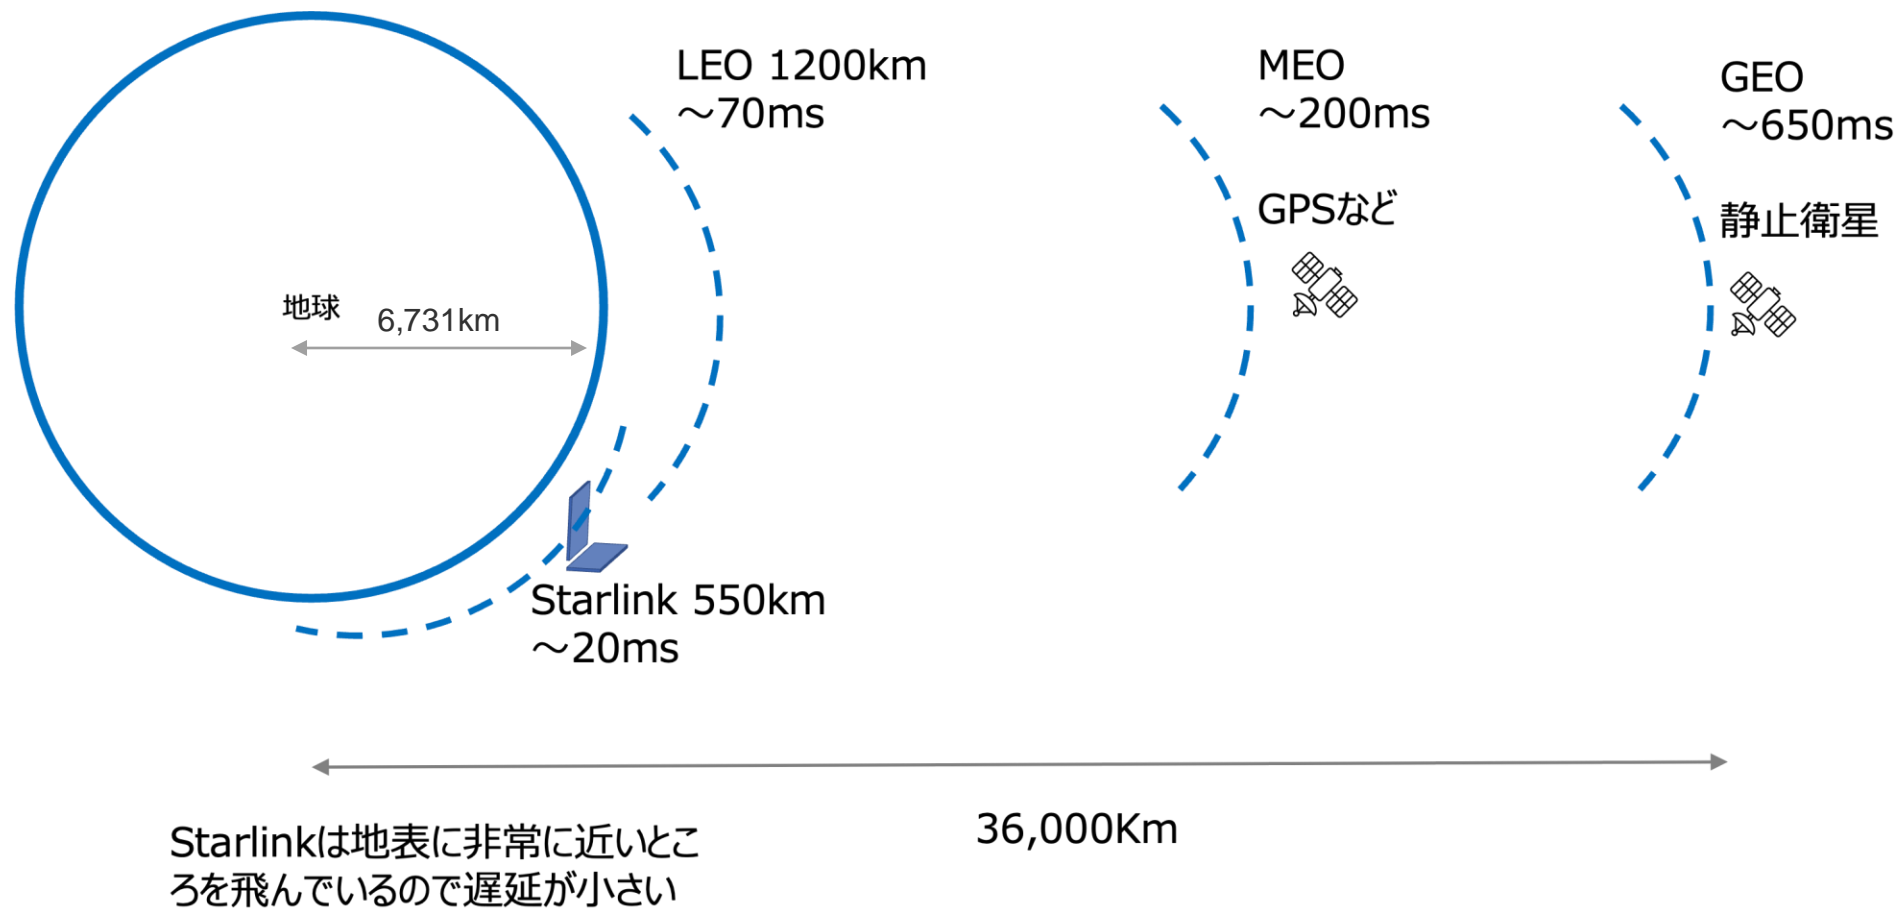 LEO 1200km
～70ms
MEO
～200ms
GPSなど
GEO
～650ms
静止衛星
地球
6,731km
Starlink 550km
～20ms
36,000Km
Starlinkは地表に非常に近いとこ
ろを飛んでいるので遅延が小さい